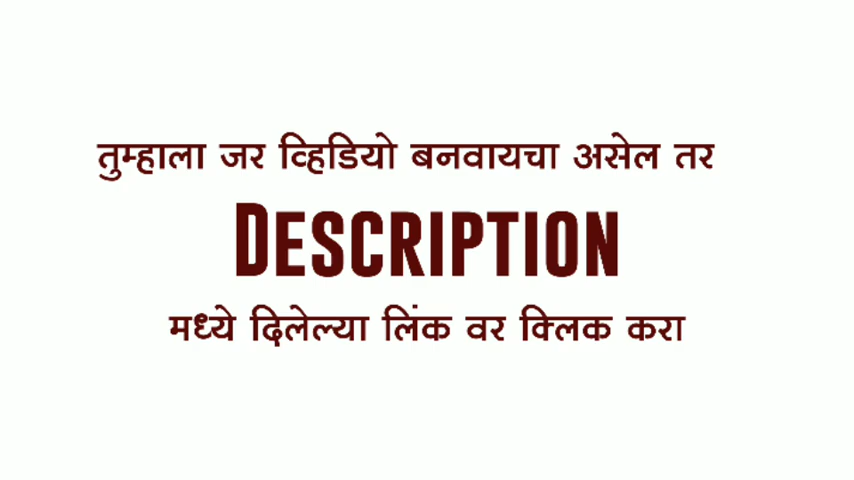 तुम्हाला जर व्हिडियो बनवायचा असेल तर
DESCRIPTION
मध्ये दिलेल्या लिंक वर क्लिक करा